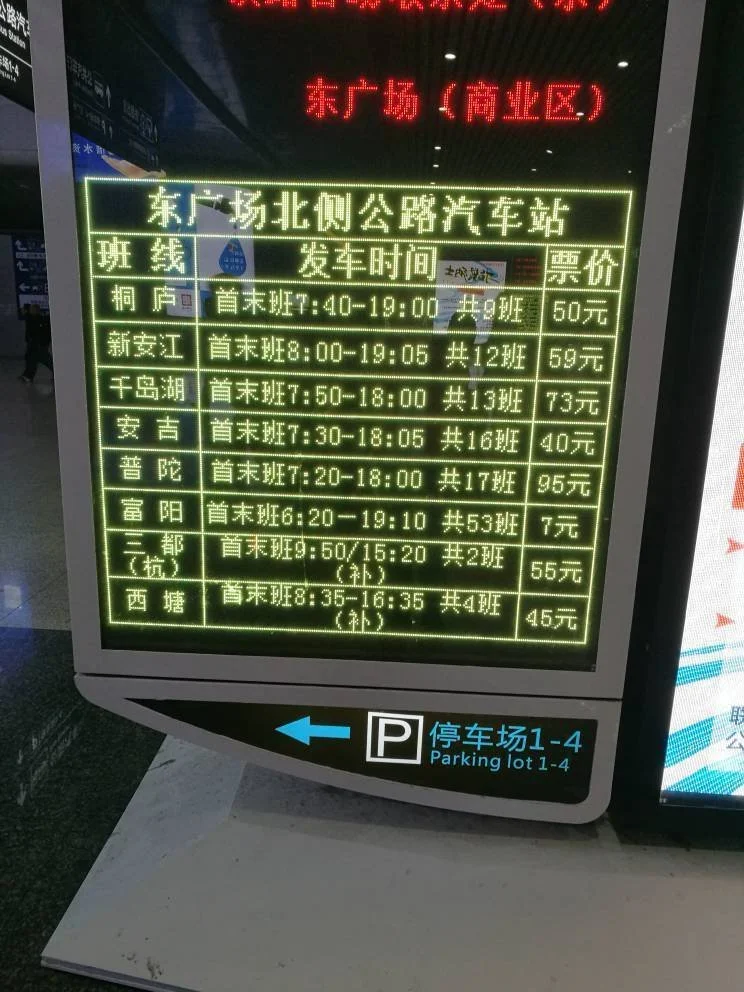 东广场（商业区）
东广场北侧公路汽车站
班线 发车时间 票价
桐庐 首末班7:40-19:00 共9班 50元
新安江 首末班8:00-19:05 共12班 59元
千岛湖 首末班7:50-18:00 共13班 73元
安吉 首末班7:30-18:05 共16班 40元
普陀 首末班7:20-18:00 共17班 95元
富阳 首末班6:20-19:10 共53班 7元
三都（杭） 首末班9:50/15:20 共2班（补） 55元
西塘 首末班8:35-16:35 共4班（补） 45元
P 停车场1-4
Parking lot 1-4